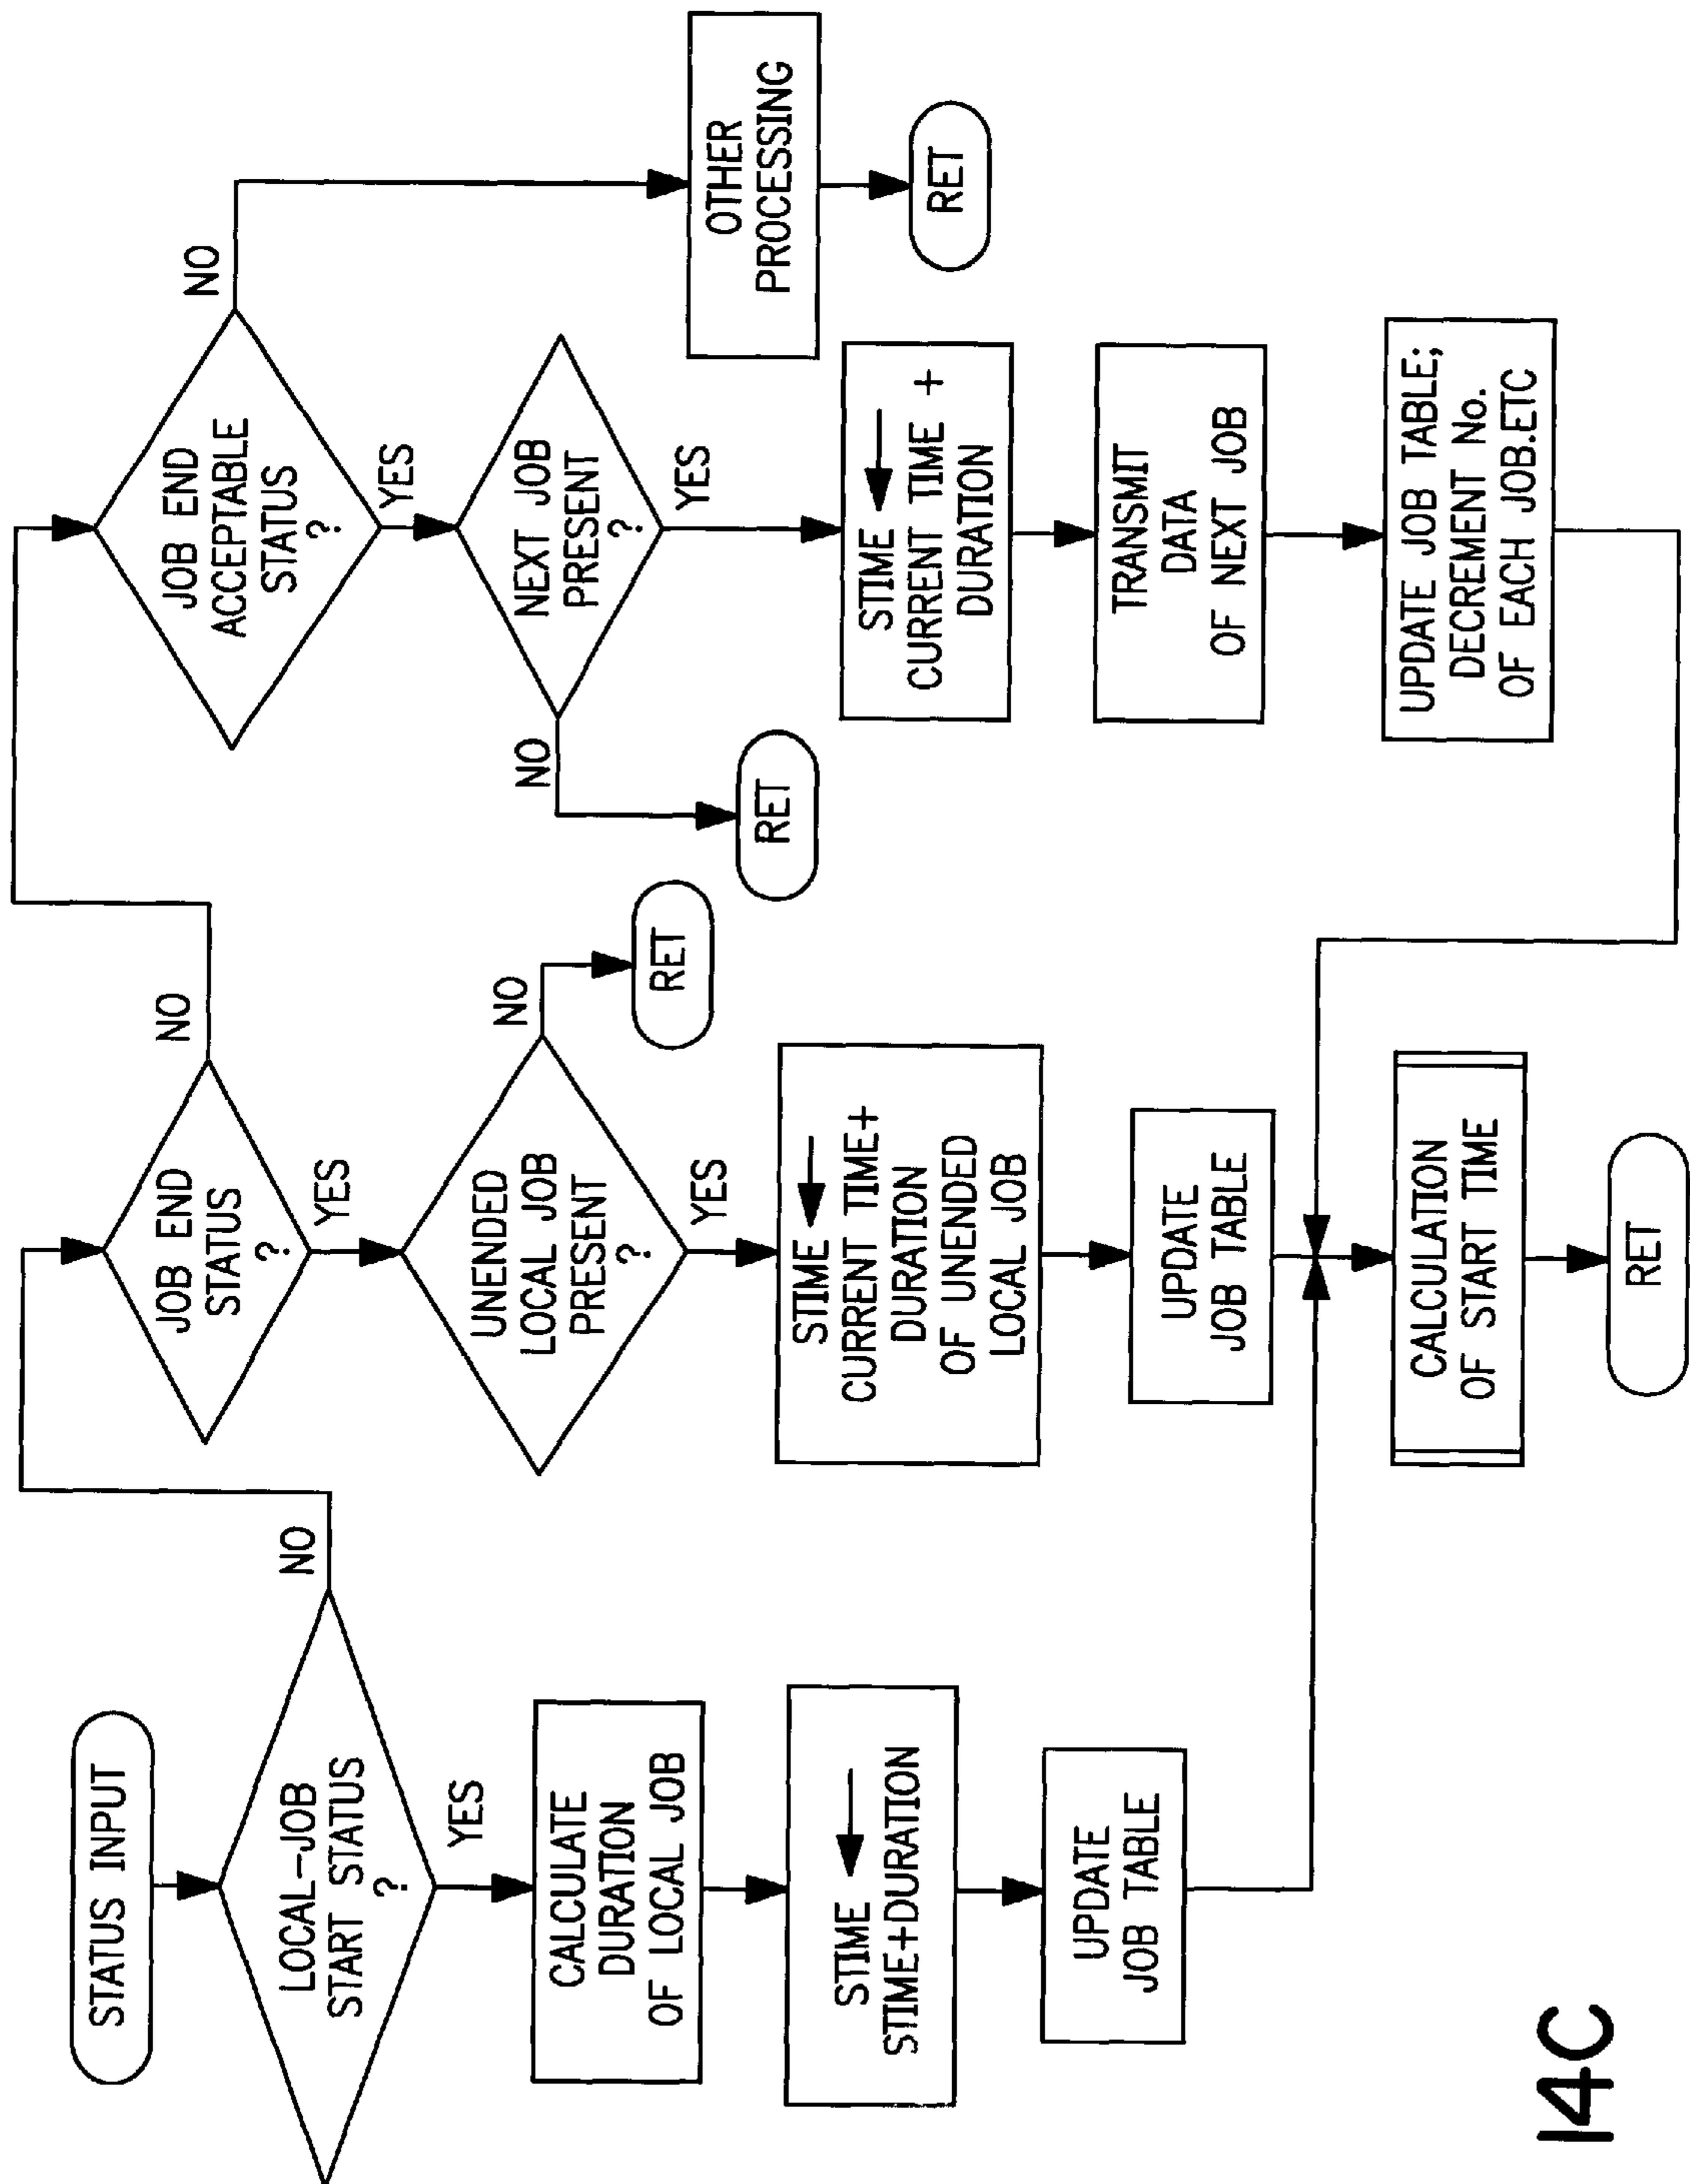 STATUS INPUT
LOCAL-JOB
START STATUS
?
NO
YES
CALCULATE
DURATION
OF LOCAL JOB
STIME ←
STIME+DURATION
UPDATE
JOB TABLE
JOB END
STATUS
?
NO
YES
UNENDED
LOCAL JOB
PRESENT
?
NO
RET
YES
STIME ←
CURRENT TIME+
DURATION
OF UNENDED
LOCAL JOB
UPDATE
JOB TABLE
CALCULATION
OF START TIME
RET
JOB END
ACCEPTABLE
STATUS
?
NO
YES
OTHER
PROCESSING
RET
NEXT JOB
PRESENT
?
NO
RET
YES
STIME ←
CURRENT TIME +
DURATION
TRANSMIT
DATA
OF NEXT JOB
UPDATE JOB TABLE;
DECREMENT No.
OF EACH JOB.ETC
14C